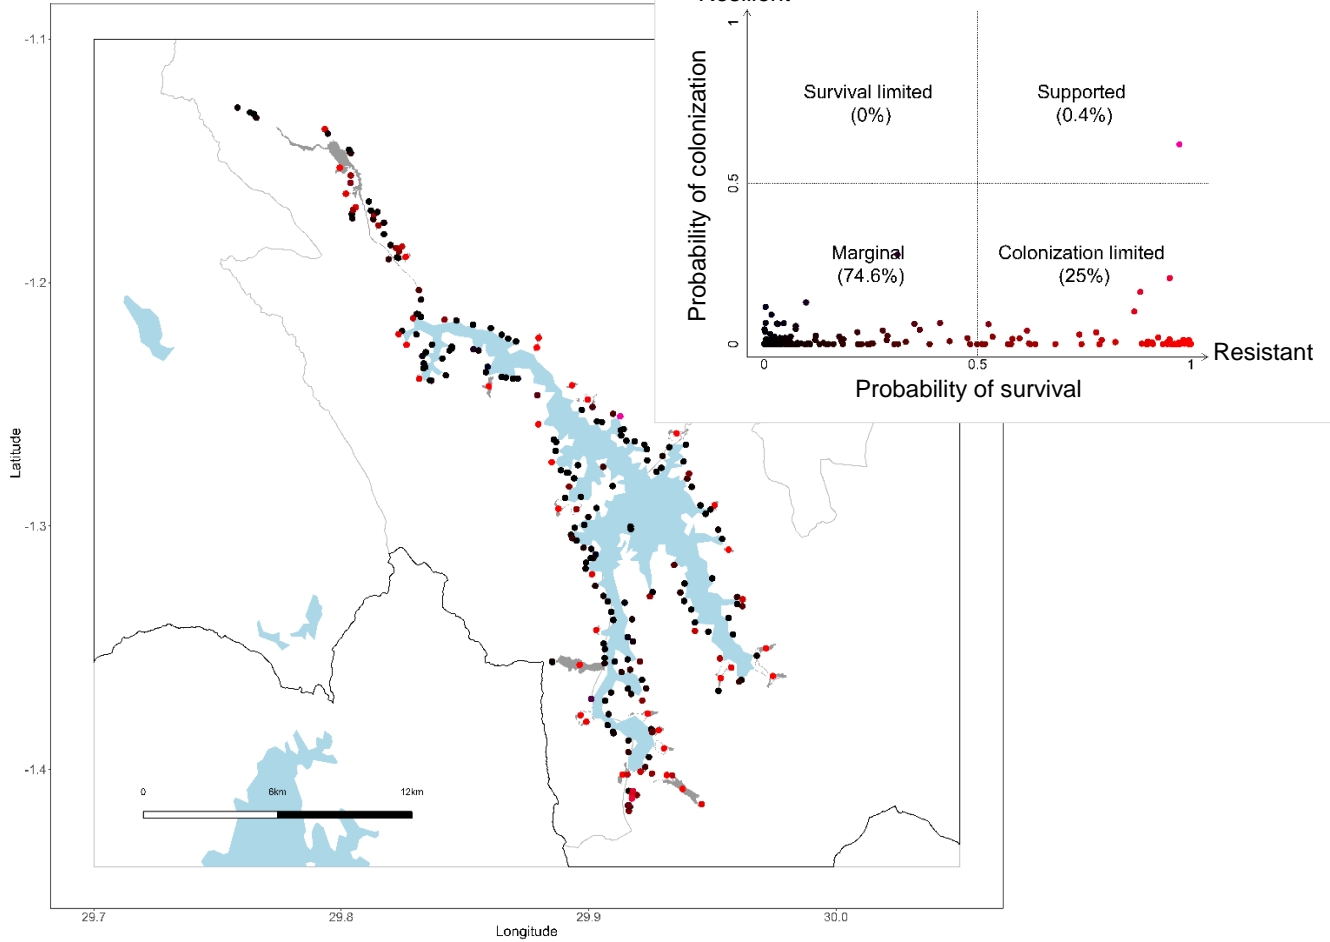 1
Survival limited
(0%)
Supported
(0.4%)
0.5
Marginal
(74.6%)
Colonization limited
(25%)
0
Probability of colonization
0
0.5
1
Resistant
Probability of survival
-1.1
-1.2
-1.3
-1.4
Latitude
0
6km
12km
29.7
29.8
29.9
30.0
Longitude